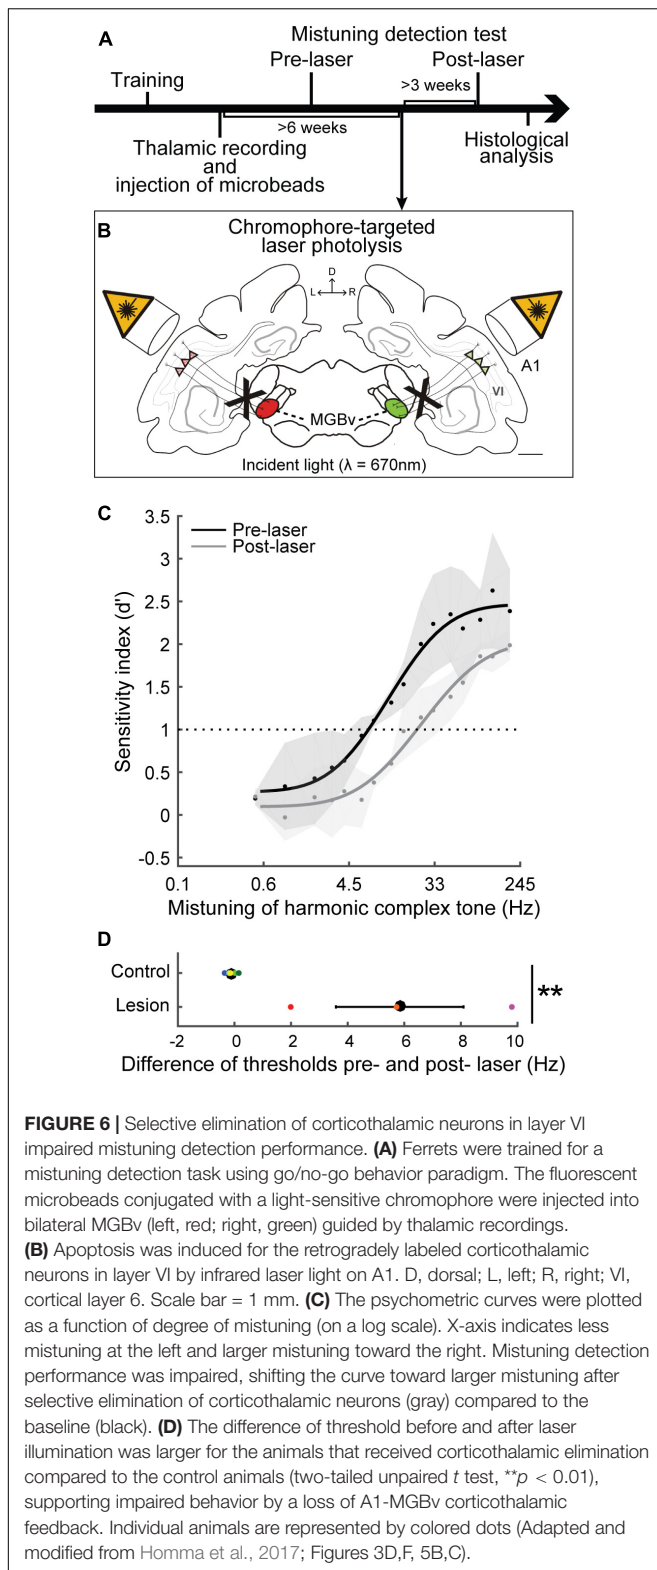 A
Mistuning detection test
Pre-laser
Post-laser
>3 weeks
Training
>6 weeks
Thalamic recording
and
injection of microbeads
Histological
analysis
B
Chromophore-targeted
laser photolysis
D
L
R
A1
VI
MGBv
Incident light (λ = 670nm)
C
Pre-laser
Post-laser
Sensitivity index (d')
3.5
3
2.5
2
1.5
1
0.5
0
-0.5
0.1
0.6
4.5
33
245
Mistuning of harmonic complex tone (Hz)
D
Control
Lesion
**
-2
0
2
4
6
8
10
Difference of thresholds pre- and post- laser (Hz)
FIGURE 6 | Selective elimination of corticothalamic neurons in layer VI
impaired mistuning detection performance. (A) Ferrets were trained for a
mistuning detection task using go/no-go behavior paradigm. The fluorescent
microbeads conjugated with a light-sensitive chromophore were injected into
bilateral MGBv (left, red; right, green) guided by thalamic recordings.
(B) Apoptosis was induced for the retrogradely labeled corticothalamic
neurons in layer VI by infrared laser light on A1. D, dorsal; L, left; R, right; VI,
cortical layer 6. Scale bar = 1 mm. (C) The psychometric curves were plotted
as a function of degree of mistuning (on a log scale). X-axis indicates less
mistuning at the left and larger mistuning toward the right. Mistuning detection
performance was impaired, shifting the curve toward larger mistuning after
selective elimination of corticothalamic neurons (gray) compared to the
baseline (black). (D) The difference of threshold before and after laser
illumination was larger for the animals that received corticothalamic elimination
compared to the control animals (two-tailed unpaired t test, **p < 0.01),
supporting impaired behavior by a loss of A1-MGBv corticothalamic
feedback. Individual animals are represented by colored dots (Adapted and
modified from Homma et al., 2017; Figures 3D,F, 5B,C).